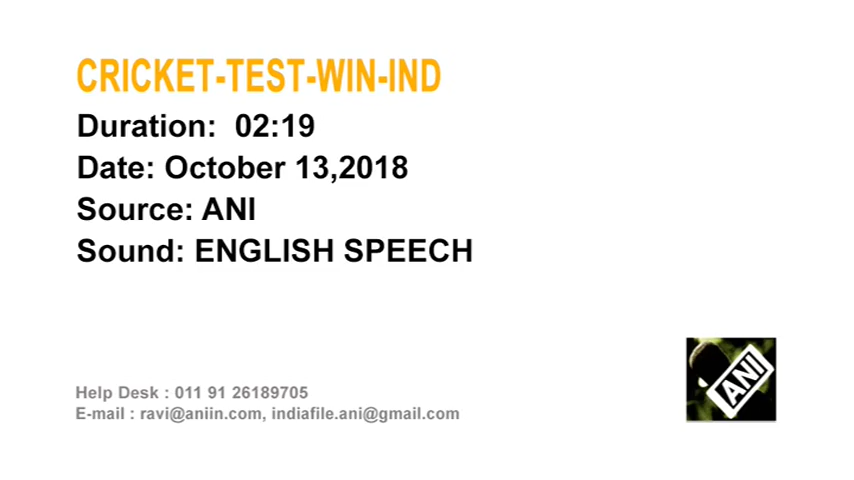 CRICKET-TEST-WIN-IND
Duration:  02:19
Date: October 13,2018
Source: ANI
Sound: ENGLISH SPEECH
Help Desk : 011 91 26189705
E-mail : ravi@aniin.com, indiafile.ani@gmail.com
ANI